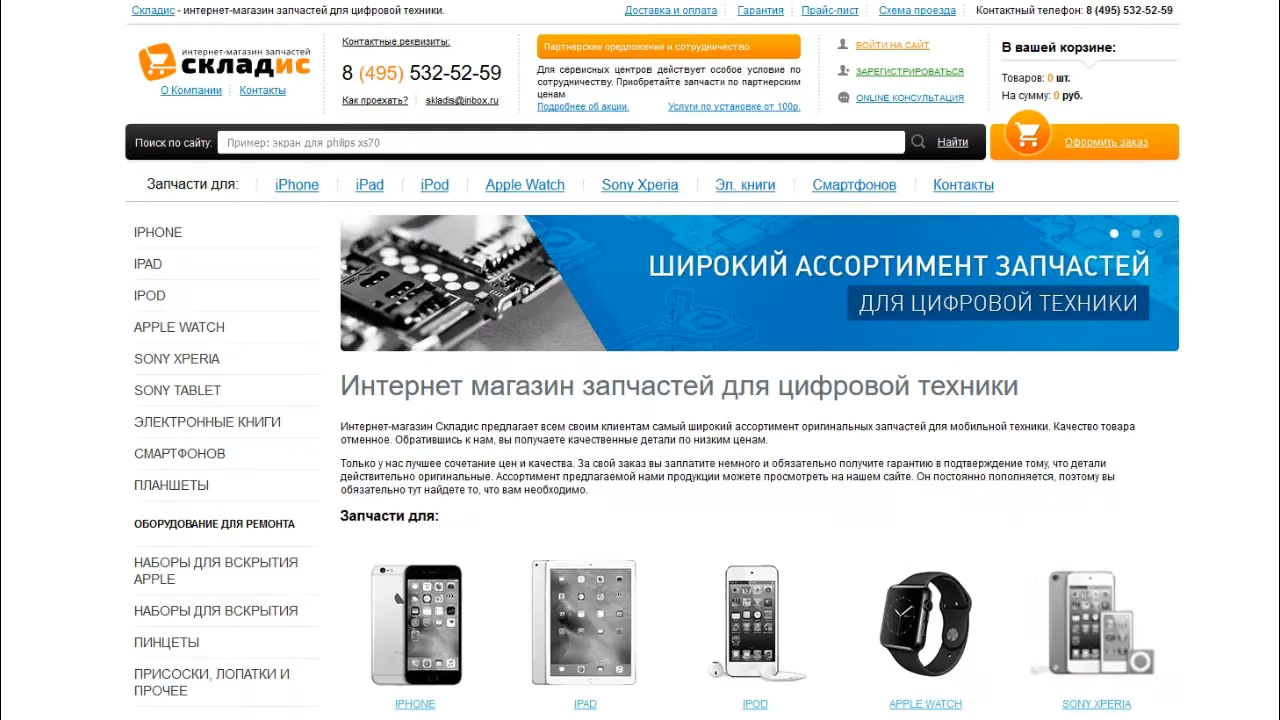 Складис - интернет-магазин запчастей для цифровой техники.
Доставка и оплата
Гарантия
Прайс-лист
Схема проезда
Контактный телефон: 8 (495) 532-52-59
интернет-магазин запчастей
складис
О Компании
Контакты
Контактные реквизиты:
8 (495) 532-52-59
Как проехать?
skladis@inbox.ru
Партнерские предложения и сотрудничество
Для сервисных центров действует особое условие по
сотрудничеству. Приобретайте запчасти по партнерским
ценам
Подробнее об акции.
Услуги по установке от 100р.
ВОЙТИ НА САЙТ
ЗАРЕГИСТРИРОВАТЬСЯ
ONLINE КОНСУЛЬТАЦИЯ
В вашей корзине:
Товаров: 0 шт.
На сумму: 0 руб.
Поиск по сайту:
Пример: экран для philips xs70
Найти
Оформить заказ
Запчасти для:
iPhone
iPad
iPod
Apple Watch
Sony Xperia
Эл. книги
Смартфонов
Контакты
IPHONE
IPAD
IPOD
APPLE WATCH
SONY XPERIA
SONY TABLET
ЭЛЕКТРОННЫЕ КНИГИ
СМАРТФОНОВ
ПЛАНШЕТЫ
ОБОРУДОВАНИЕ ДЛЯ РЕМОНТА
НАБОРЫ ДЛЯ ВСКРЫТИЯ
APPLE
НАБОРЫ ДЛЯ ВСКРЫТИЯ
ПИНЦЕТЫ
ПРИСОСКИ, ЛОПАТКИ И
ПРОЧЕЕ
ШИРОКИЙ АССОРТИМЕНТ ЗАПЧАСТЕЙ
ДЛЯ ЦИФРОВОЙ ТЕХНИКИ
Интернет магазин запчастей для цифровой техники
Интернет-магазин Складис предлагает всем своим клиентам самый широкий ассортимент оригинальных запчастей для мобильной техники. Качество товара
отменное. Обратившись к нам, вы получаете качественные детали по низким ценам.
Только у нас лучшее сочетание цен и качества. За свой заказ вы заплатите немного и обязательно получите гарантию в подтверждение тому, что детали
действительно оригинальные. Ассортимент предлагаемой нами продукции можете просмотреть на нашем сайте. Он постоянно пополняется, поэтому вы
обязательно тут найдете то, что вам необходимо.
Запчасти для:
IPHONE
IPAD
IPOD
APPLE WATCH
SONY XPERIA